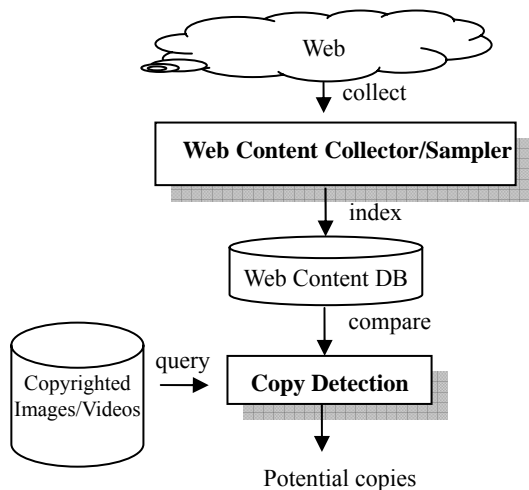 Web
collect
Web Content Collector/Sampler
index
Web Content DB
compare
query
Copyrighted
Images/Videos
Copy Detection
Potential copies